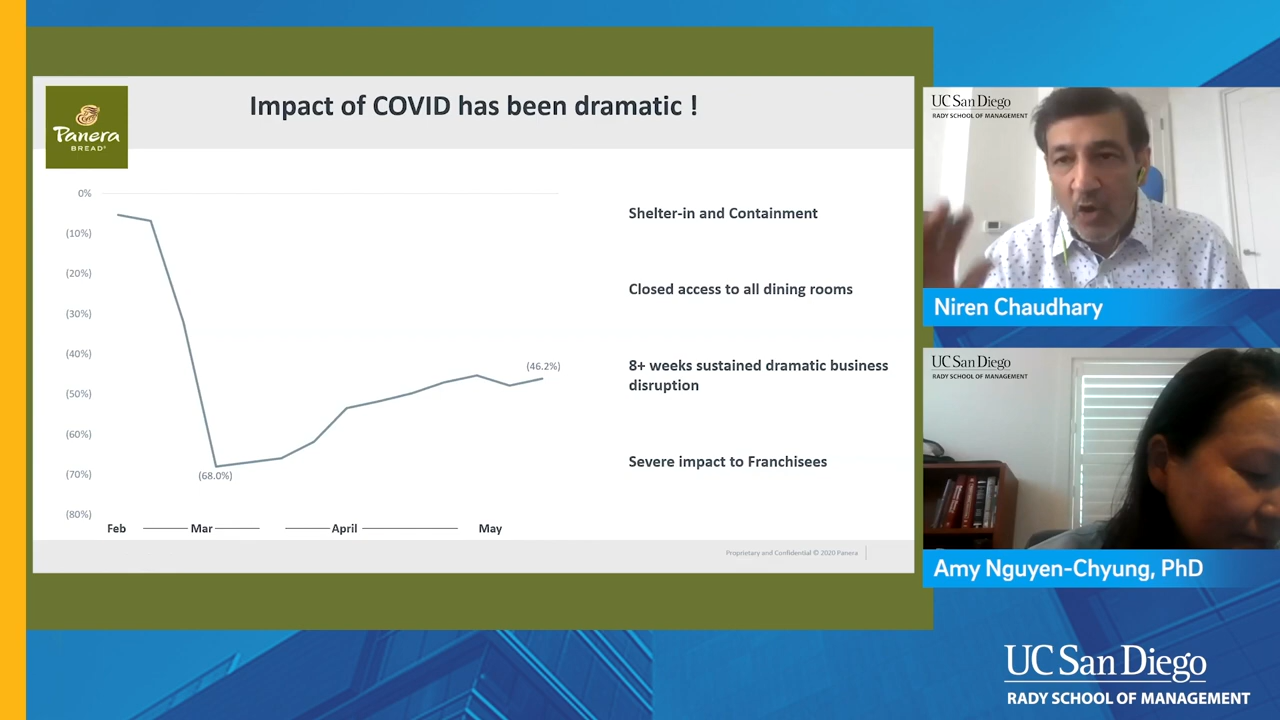 Impact of COVID has been dramatic !
Panera
BREAD®
0%
(10%)
(20%)
(30%)
(40%)
(50%)
(60%)
(70%)
(80%)
(68.0%)
(46.2%)
Feb
Mar
April
May
Shelter-in and Containment
Closed access to all dining rooms
8+ weeks sustained dramatic business
disruption
Severe impact to Franchisees
Proprietary and Confidential © 2020 Panera
UC San Diego
RADY SCHOOL OF MANAGEMENT
Niren Chaudhary
UC San Diego
RADY SCHOOL OF MANAGEMENT
Amy Nguyen-Chyung, PhD
UC San Diego
RADY SCHOOL OF MANAGEMENT